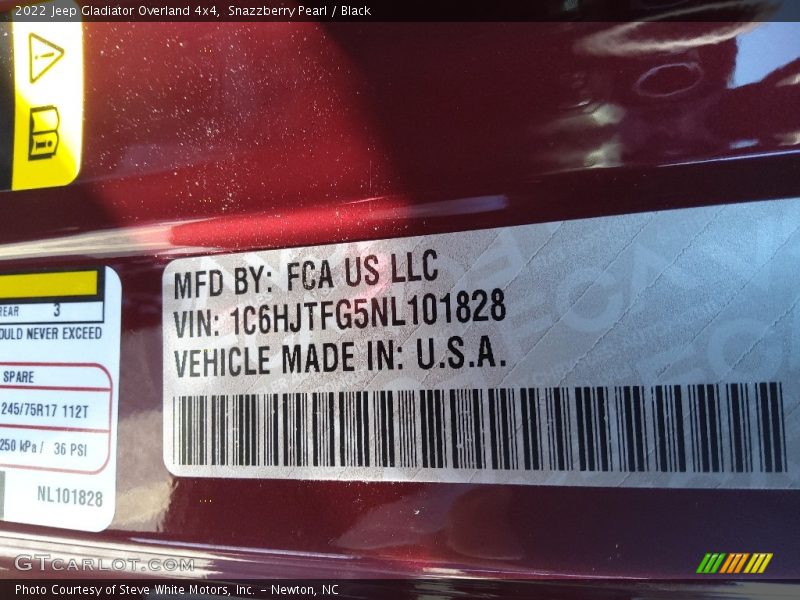 2022 Jeep Gladiator Overland 4x4,  Snazzberry Pearl / Black
MFD BY: FCA US LLC
VIN: 1C6HJTFG5NL101828
VEHICLE MADE IN: U.S.A.
REAR 3
OULD NEVER EXCEED
SPARE
245/75R17 112T
250 kPa / 36 PSI
NL101828
GTCARLOT.COM
Photo Courtesy of Steve White Motors, Inc. – Newton, NC